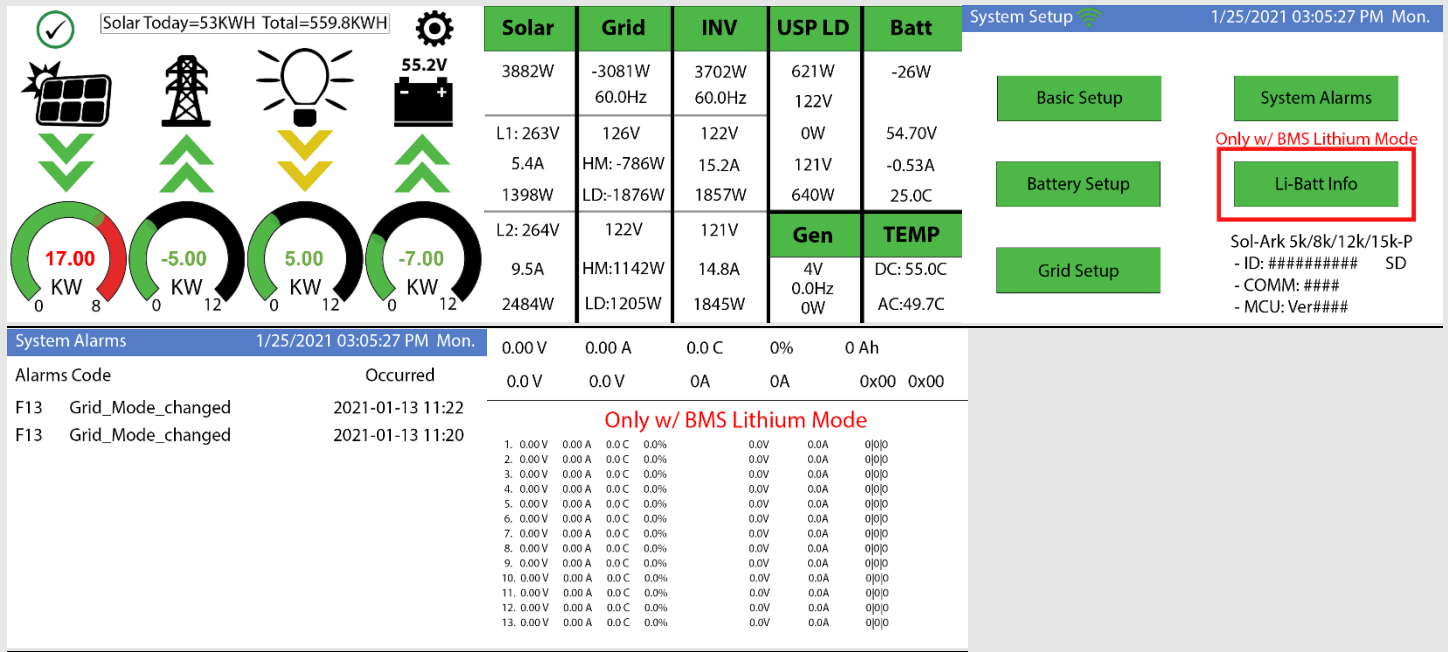 Solar Today=53KWH Total=559.8KWH
55.2V
- +
17.00
KW
0 8
-5.00
KW
0 12
5.00
KW
0 12
-7.00
KW
0 12
Solar Grid INV USP LD Batt
3882W -3081W 3702W 621W -26W
60.0Hz 60.0Hz 122V
L1: 263V 126V 122V 0W 54.70V
5.4A HM: -786W 15.2A 121V -0.53A
1398W LD:-1876W 1857W 640W 25.0C
L2: 264V 122V 121V Gen TEMP
9.5A HM:1142W 14.8A 4V DC: 55.0C
0.0Hz
2484W LD:1205W 1845W 0W AC:49.7C
System Setup 1/25/2021 03:05:27 PM Mon.
Basic Setup System Alarms
Only w/ BMS Lithium Mode
Battery Setup Li-Batt Info
Grid Setup
Sol-Ark 5k/8k/12k/15k-P
- ID: ########## SD
- COMM: ####
- MCU: Ver####
System Alarms 1/25/2021 03:05:27 PM Mon.
Alarms Code Occurred
F13 Grid_Mode_changed 2021-01-13 11:22
F13 Grid_Mode_changed 2021-01-13 11:20
0.00 V 0.00 A 0.0 C 0% 0 Ah
0.0 V 0.0 V 0A 0A 0x00 0x00
Only w/ BMS Lithium Mode
1. 0.00 V 0.00 A 0.0 C 0.0% 0.0V 0.0A 0|0|0
2. 0.00 V 0.00 A 0.0 C 0.0% 0.0V 0.0A 0|0|0
3. 0.00 V 0.00 A 0.0 C 0.0% 0.0V 0.0A 0|0|0
4. 0.00 V 0.00 A 0.0 C 0.0% 0.0V 0.0A 0|0|0
5. 0.00 V 0.00 A 0.0 C 0.0% 0.0V 0.0A 0|0|0
6. 0.00 V 0.00 A 0.0 C 0.0% 0.0V 0.0A 0|0|0
7. 0.00 V 0.00 A 0.0 C 0.0% 0.0V 0.0A 0|0|0
8. 0.00 V 0.00 A 0.0 C 0.0% 0.0V 0.0A 0|0|0
9. 0.00 V 0.00 A 0.0 C 0.0% 0.0V 0.0A 0|0|0
10. 0.00 V 0.00 A 0.0 C 0.0% 0.0V 0.0A 0|0|0
11. 0.00 V 0.00 A 0.0 C 0.0% 0.0V 0.0A 0|0|0
12. 0.00 V 0.00 A 0.0 C 0.0% 0.0V 0.0A 0|0|0
13. 0.00 V 0.00 A 0.0 C 0.0% 0.0V 0.0A 0|0|0